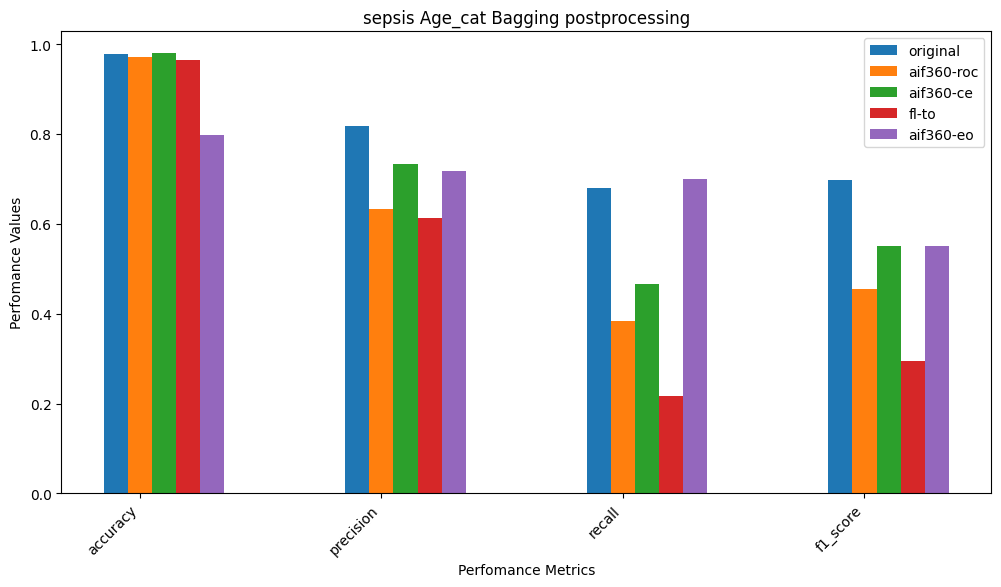 sepsis Age_cat Bagging postprocessing
original
aif360-roc
aif360-ce
fl-to
aif360-eo
Perfomance Values
1.0
0.8
0.6
0.4
0.2
0.0
accuracy
precision
recall
f1_score
Perfomance Metrics